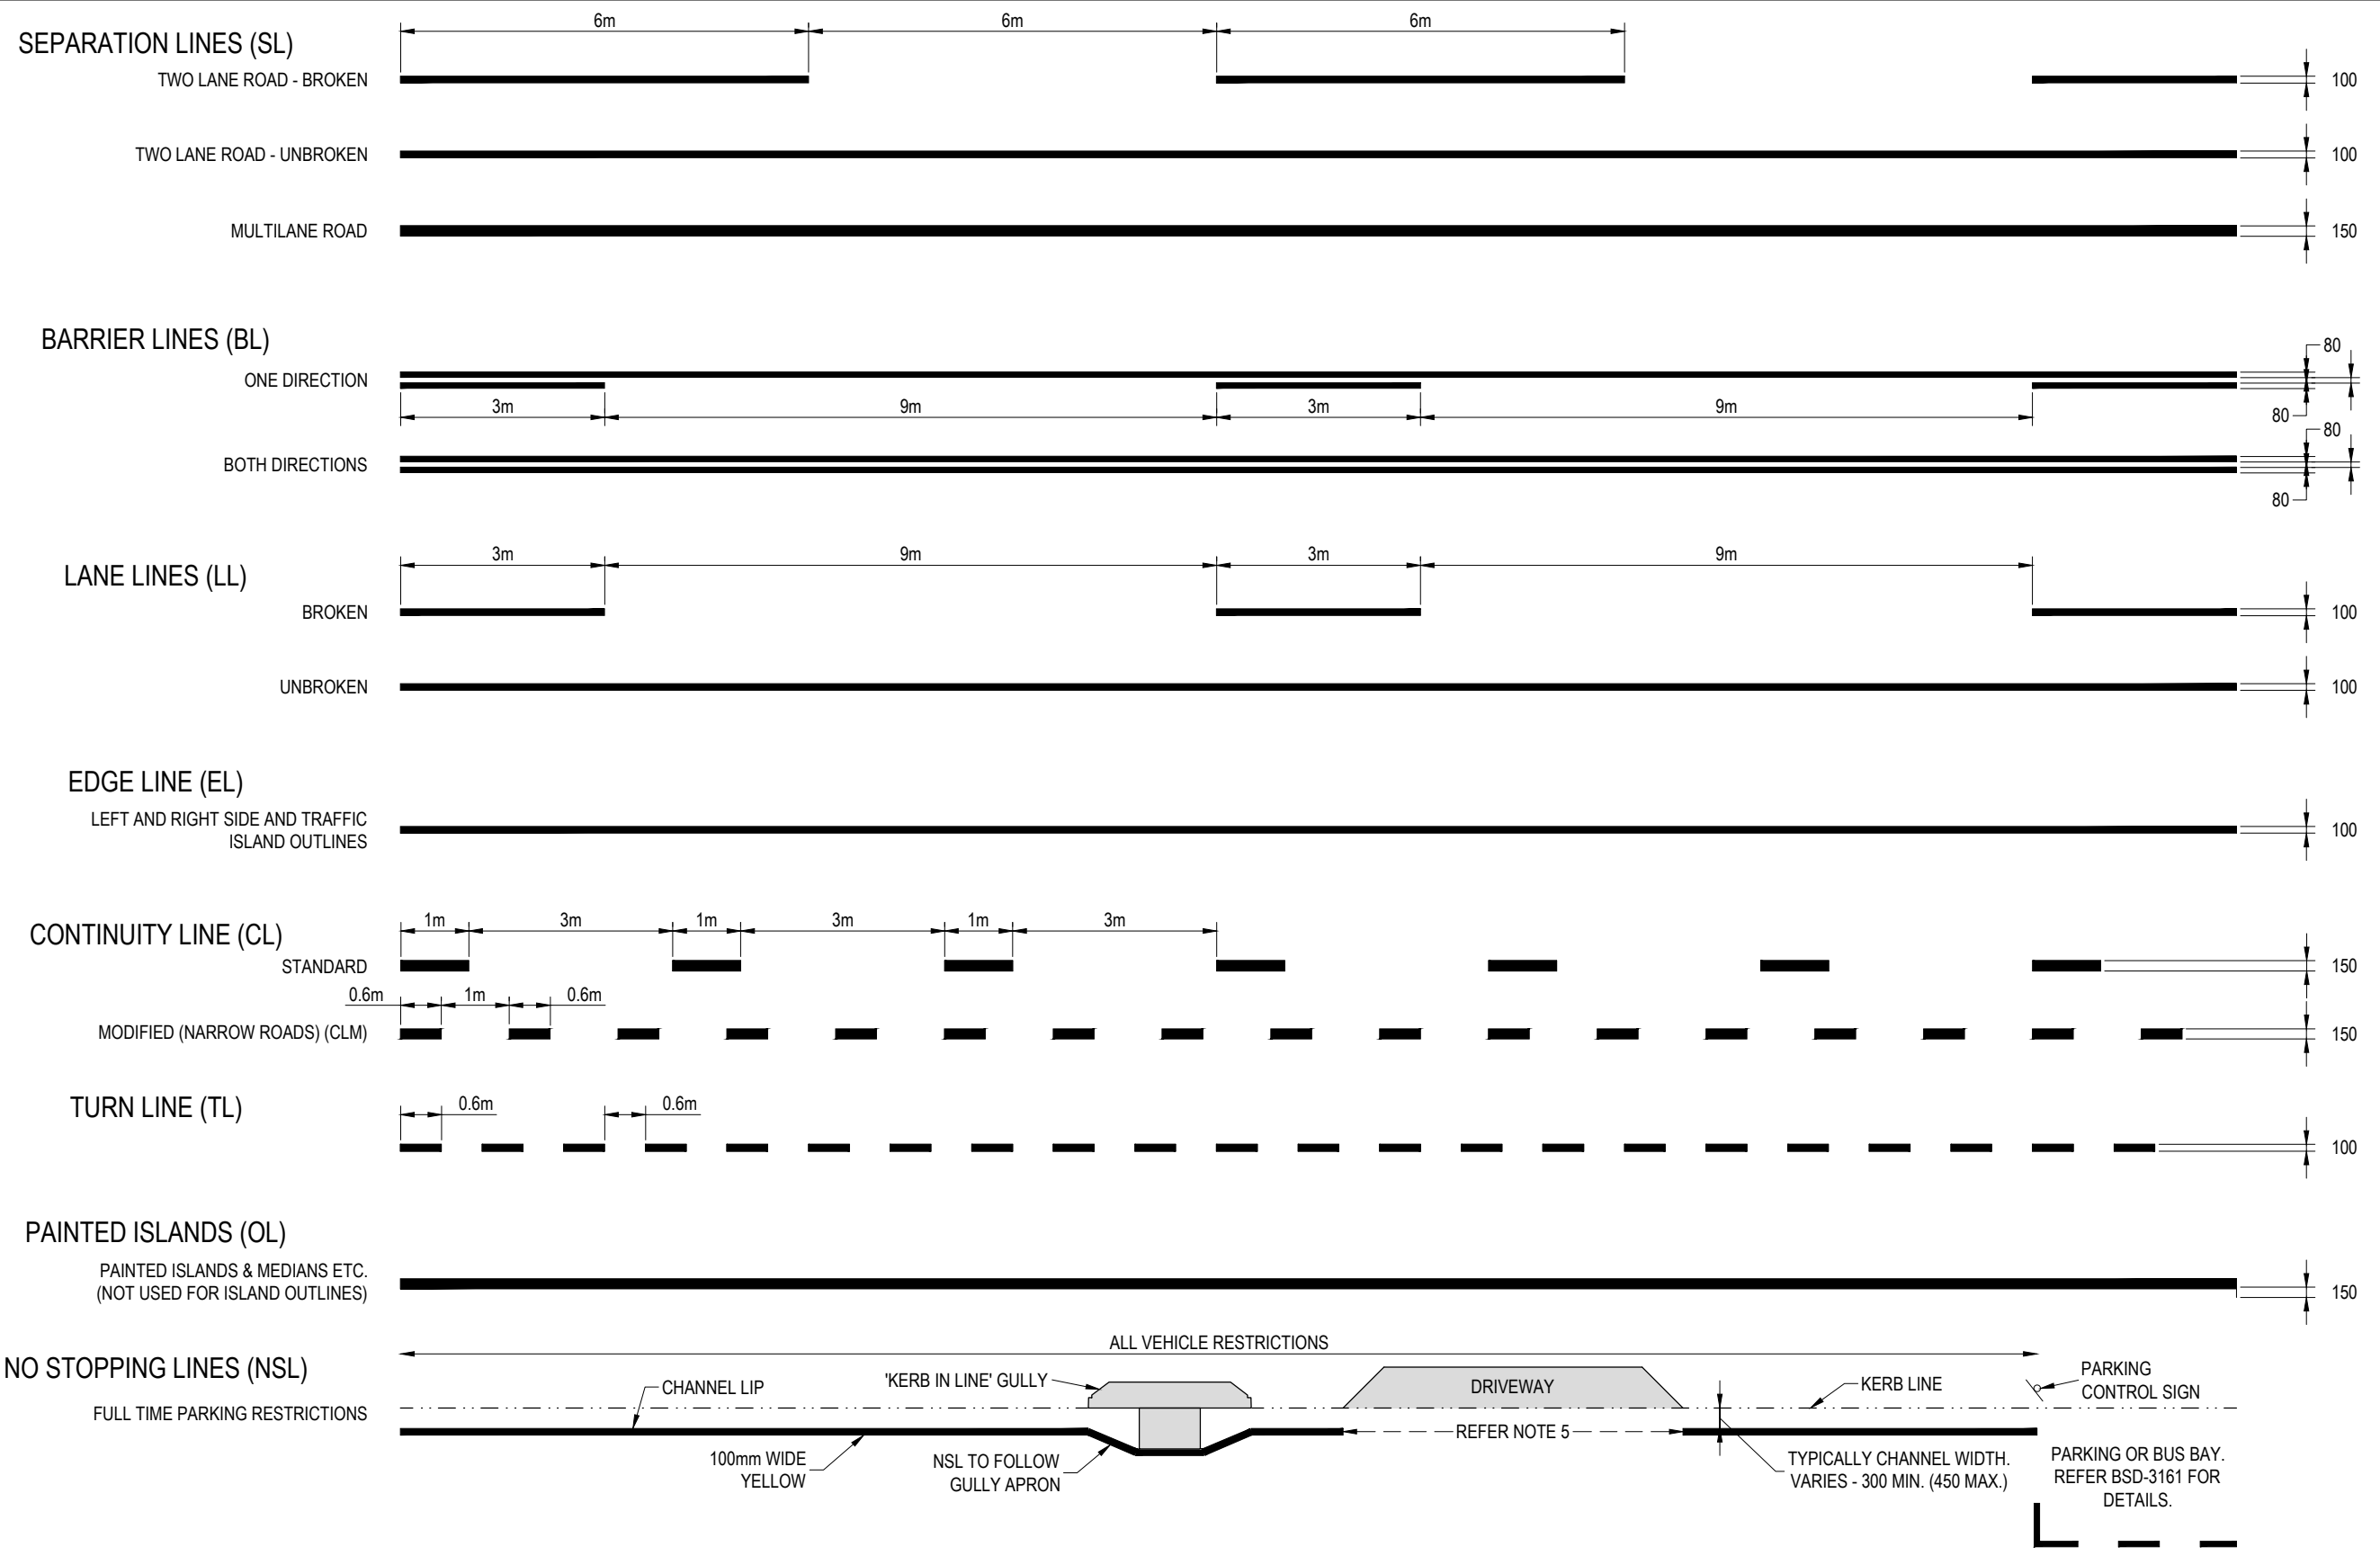 6m 6m 6m
SEPARATION LINES (SL)
TWO LANE ROAD - BROKEN 100
TWO LANE ROAD - UNBROKEN 100
MULTILANE ROAD 150
BARRIER LINES (BL)
80
ONE DIRECTION
3m 9m 3m 9m
80
80
BOTH DIRECTIONS
80
3m 9m 3m 9m
LANE LINES (LL)
BROKEN 100
UNBROKEN 100
EDGE LINE (EL)
LEFT AND RIGHT SIDE AND TRAFFIC
ISLAND OUTLINES
100
1m 3m 1m 3m 1m 3m
CONTINUITY LINE (CL)
STANDARD 150
0.6m 1m 0.6m
MODIFIED (NARROW ROADS) (CLM) 150
TURN LINE (TL)
0.6m 0.6m
100
PAINTED ISLANDS (OL)
PAINTED ISLANDS & MEDIANS ETC.
(NOT USED FOR ISLAND OUTLINES)
150
ALL VEHICLE RESTRICTIONS
NO STOPPING LINES (NSL)
FULL TIME PARKING RESTRICTIONS
CHANNEL LIP
'KERB IN LINE' GULLY
DRIVEWAY
KERB LINE
PARKING
CONTROL SIGN
REFER NOTE 5
100mm WIDE
YELLOW
NSL TO FOLLOW
GULLY APRON
TYPICALLY CHANNEL WIDTH.
VARIES - 300 MIN. (450 MAX.)
PARKING OR BUS BAY.
REFER BSD-3161 FOR
DETAILS.